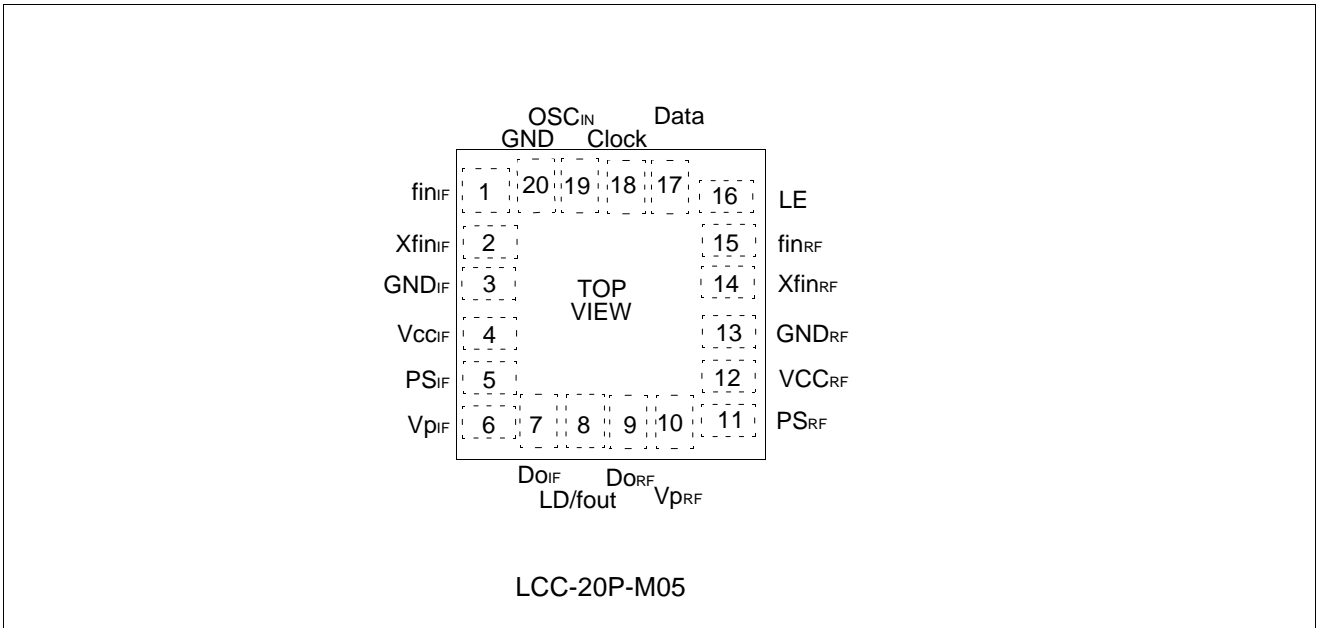 OSCIN Data
GND Clock
finIF 1 20 19 18 17 16 LE
XfinIF 2 15 finRF
GNDIF 3 TOP 14 XfinRF
VIEW
VccIF 4 13 GNDRF
PSIF 5 12 VCCRF
VpIF 6 7 8 9 10 11 PSRF
DoIF DoRF
LD/fout VpRF
LCC-20P-M05